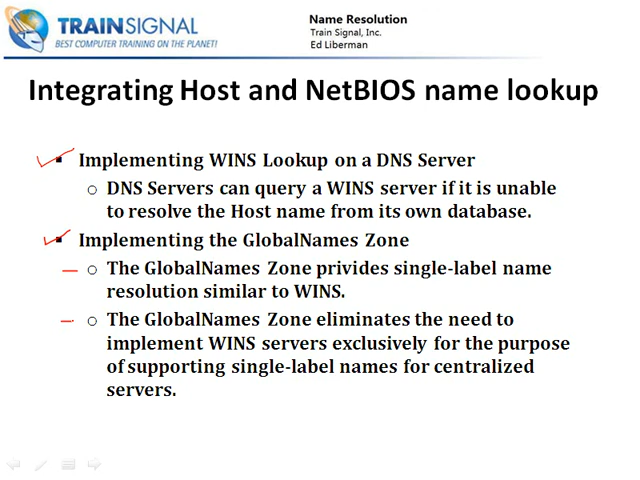 TRAINSIGNAL
BEST COMPUTER TRAINING ON THE PLANET!
Name Resolution
Train Signal, Inc.
Ed Liberman
Integrating Host and NetBIOS name lookup
Implementing WINS Lookup on a DNS Server
DNS Servers can query a WINS server if it is unable
to resolve the Host name from its own database.
Implementing the GlobalNames Zone
The GlobalNames Zone privides single-label name
resolution similar to WINS.
The GlobalNames Zone eliminates the need to
implement WINS servers exclusively for the purpose
of supporting single-label names for centralized
servers.